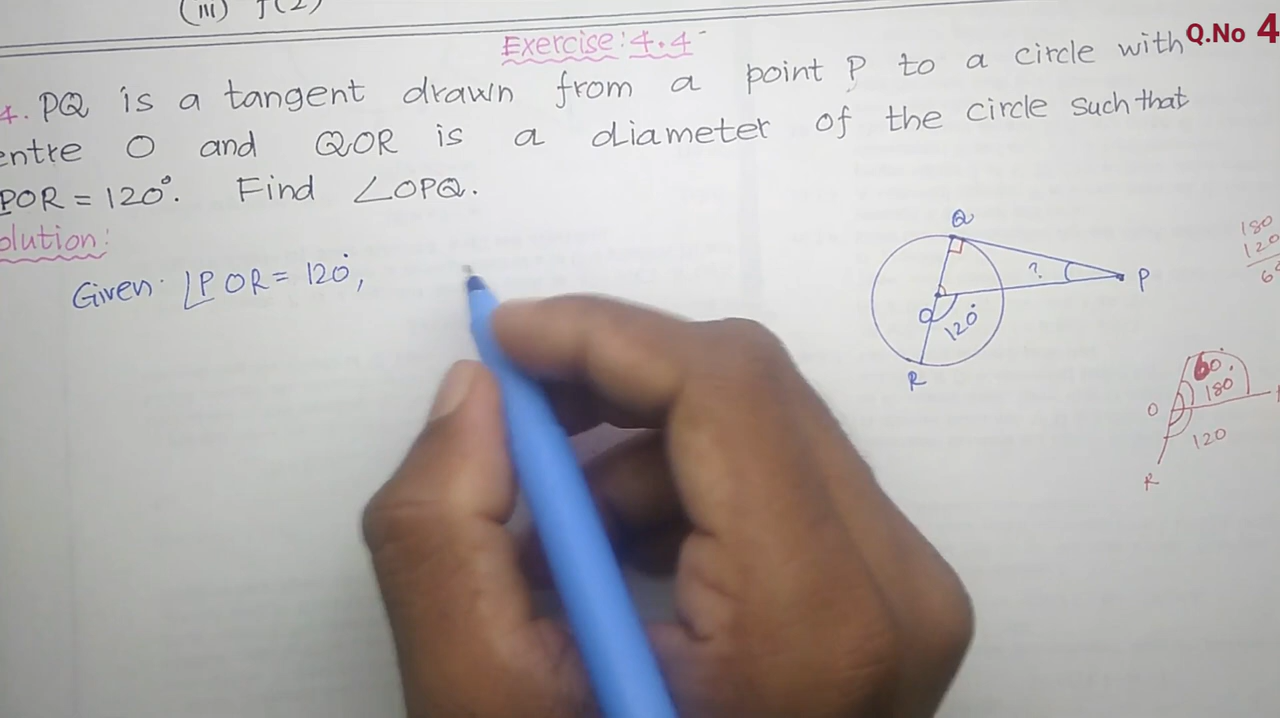 (iii) f(2)
Exercise: 4.4
Q.No 4
4. PQ is a tangent drawn from a point P to a circle with
entre O and QOR is a diameter of the circle such that
POR = 120°. Find ∠OPQ.
olution:
Given: ∠POR = 120°,
Q
?
P
O
120°
R
180
120
6
60°
180°
O
120
R